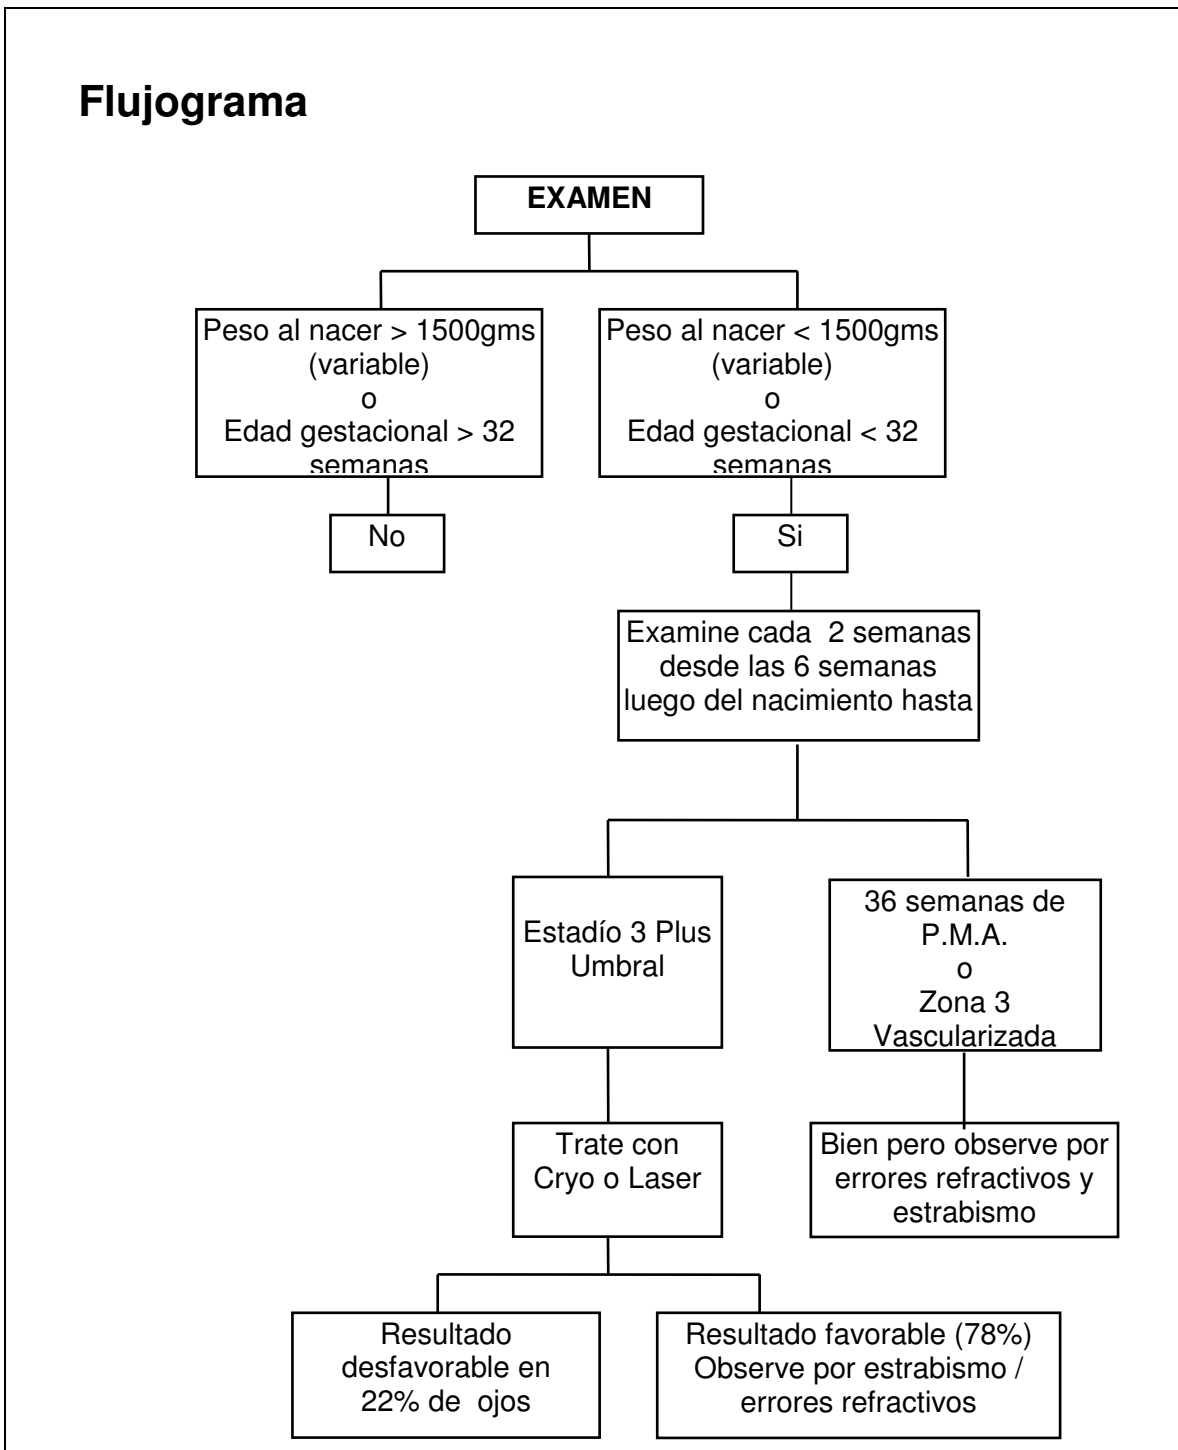 Flujograma
EXAMEN
Peso al nacer > 1500gms
(variable)
o
Edad gestacional > 32
semanas
Peso al nacer < 1500gms
(variable)
o
Edad gestacional < 32
semanas
No
Si
Examine cada 2 semanas
desde las 6 semanas
luego del nacimiento hasta
Estadío 3 Plus
Umbral
36 semanas de
P.M.A.
o
Zona 3
Vascularizada
Trate con
Cryo o Laser
Bien pero observe por
errores refractivos y
estrabismo
Resultado
desfavorable en
22% de ojos
Resultado favorable (78%)
Observe por estrabismo /
errores refractivos